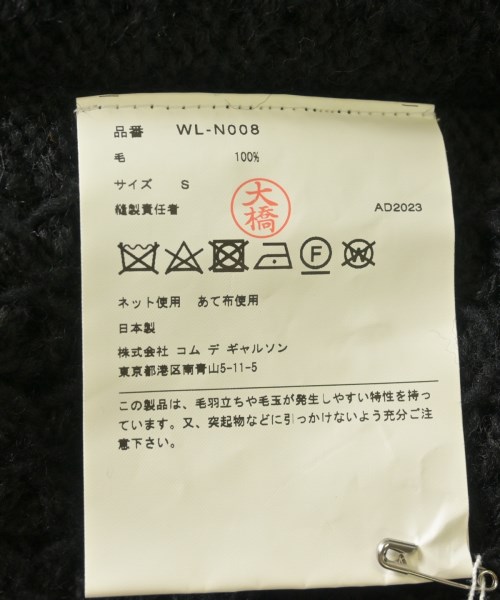 品番 WL-N008
毛 100%
サイズ S
縫製責任者 大橋 AD2023
F W
ネット使用 あて布使用
日本製
株式会社 コム デ ギャルソン
東京都港区南青山5-11-5
この製品は、毛羽立ちや毛玉が発生しやすい特性を持っ
ています。又、突起物などに引っかけないよう充分ご注
意下さい。